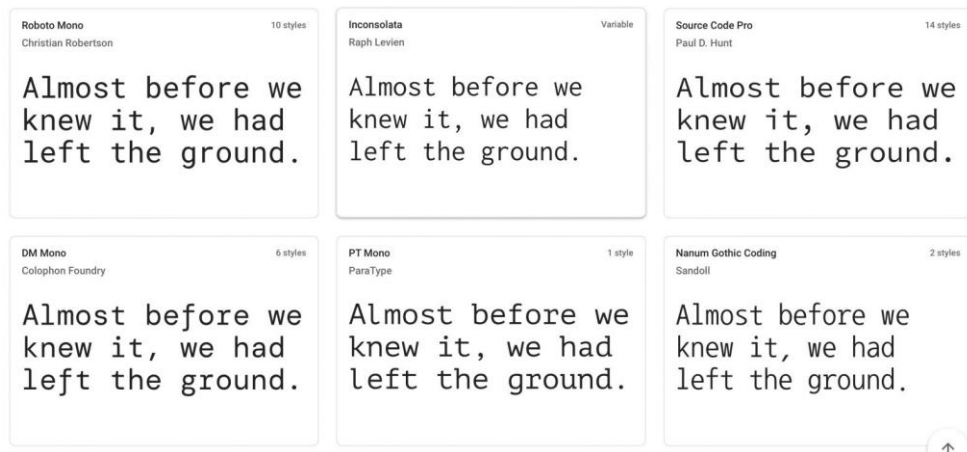 Roboto Mono 10 styles
Christian Robertson
Almost before we
knew it, we had
left the ground.
Inconsolata Variable
Raph Levien
Almost before we
knew it, we had
left the ground.
Source Code Pro 14 styles
Paul D. Hunt
Almost before we
knew it, we had
left the ground.
DM Mono 6 styles
Colophon Foundry
Almost before we
knew it, we had
left the ground.
PT Mono 1 style
ParaType
Almost before we
knew it, we had
left the ground.
Nanum Gothic Coding 2 styles
Sandoll
Almost before we
knew it, we had
left the ground.